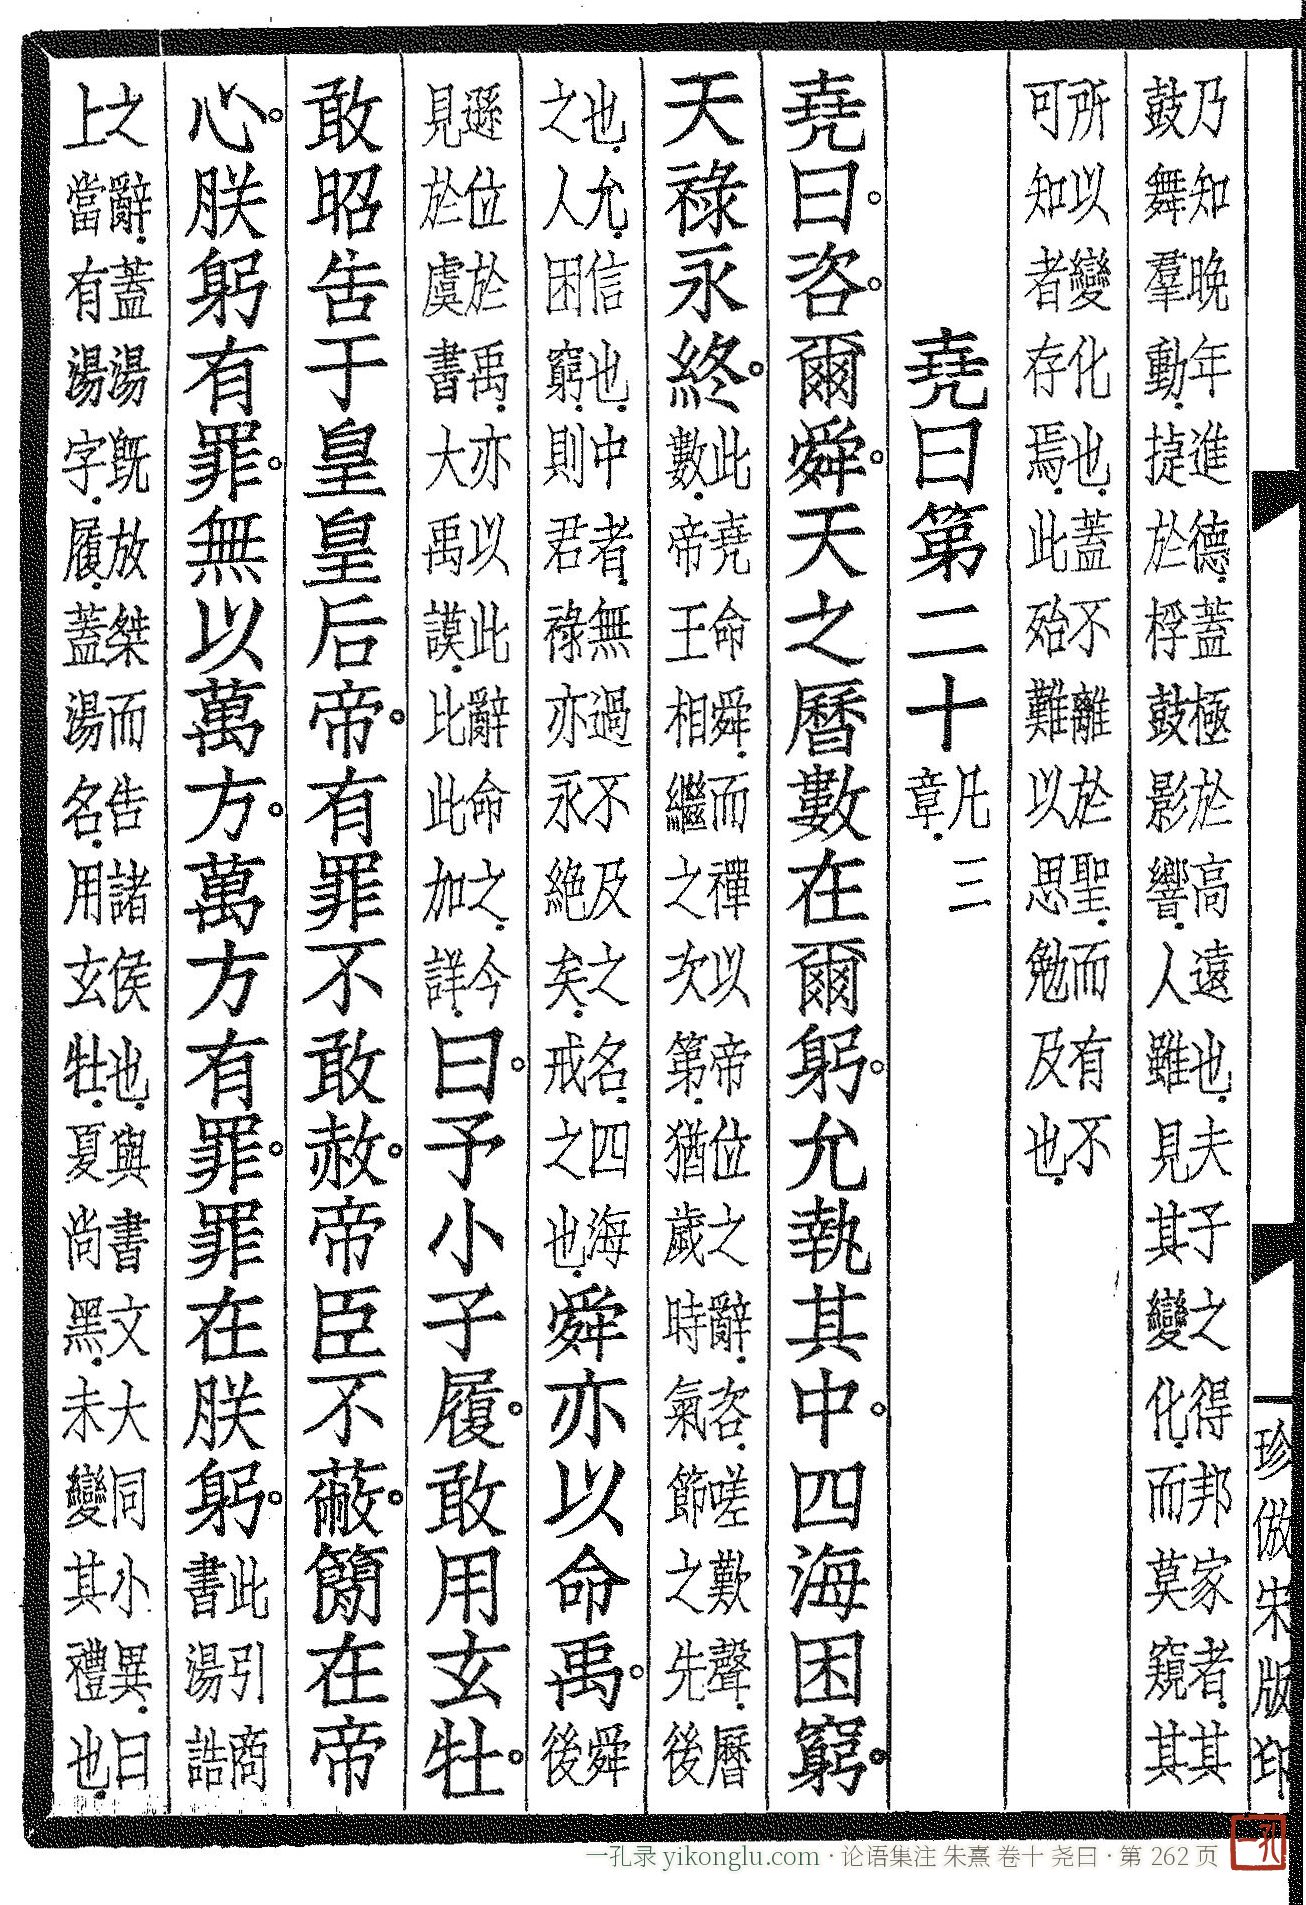 珍倣宋版印
乃知晚年進德．蓋極於高遠也．夫子之得邦家者．其
鼓舞羣動．捷於桴鼓影響．人雖見其變化．而莫窺其
所以變化也．蓋不離於聖．而有不
可知者存焉．此殆難以思勉及也．
堯曰第二十凡三
章．
堯曰。咨。爾舜。天之曆數在爾躬。允執其中。四海困窮。
天祿永終。此堯命舜．而禪以帝位之辭．咨．嗟歎聲．曆
數．帝王相繼之次第．猶歲時氣節之先後
也．允．信也．中者．無過不及之名．四海
之人困窮．則君祿亦永絕矣．戒之也．舜亦以命禹。舜
後
遜位於禹．亦以此辭命之．今
見於虞書大禹謨．比此加詳．曰。予小子履。敢用玄牡。
敢昭告于皇皇后帝。有罪不敢赦。帝臣不蔽。簡在帝
心。朕躬有罪。無以萬方。萬方有罪。罪在朕躬。此引商
書湯誥
之辭．蓋湯既放桀而告諸侯也．與書文大同小異．曰
上當有湯字．履．蓋湯名．用玄牡．夏尚黑．未變其禮也．
一孔录 yikonglu.com · 论语集注 朱熹 卷十 尧曰 · 第 262 页
一孔